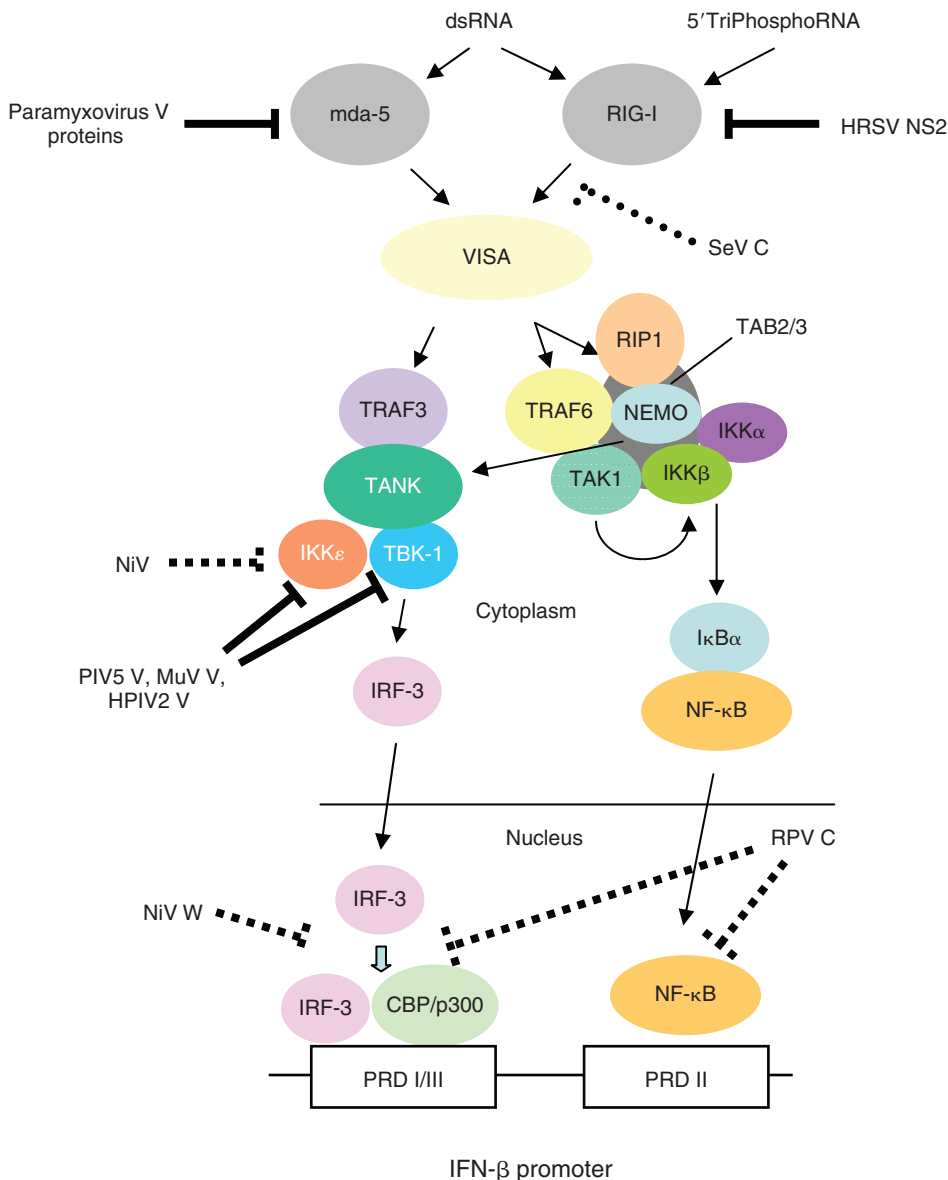 dsRNA
5′TriPhosphoRNA
mda-5
RIG-I
Paramyxovirus V
proteins
HRSV NS2
VISA
SeV C
RIP1
TAB2/3
TRAF3
TRAF6
NEMO
IKKα
TANK
TAK1
IKKβ
NiV
IKKε
TBK-1
Cytoplasm
IκBα
PIV5 V, MuV V,
HPIV2 V
IRF-3
NF-κB
Nucleus
RPV C
NiV W
IRF-3
IRF-3
CBP/p300
NF-κB
PRD I/III
PRD II
IFN-β promoter